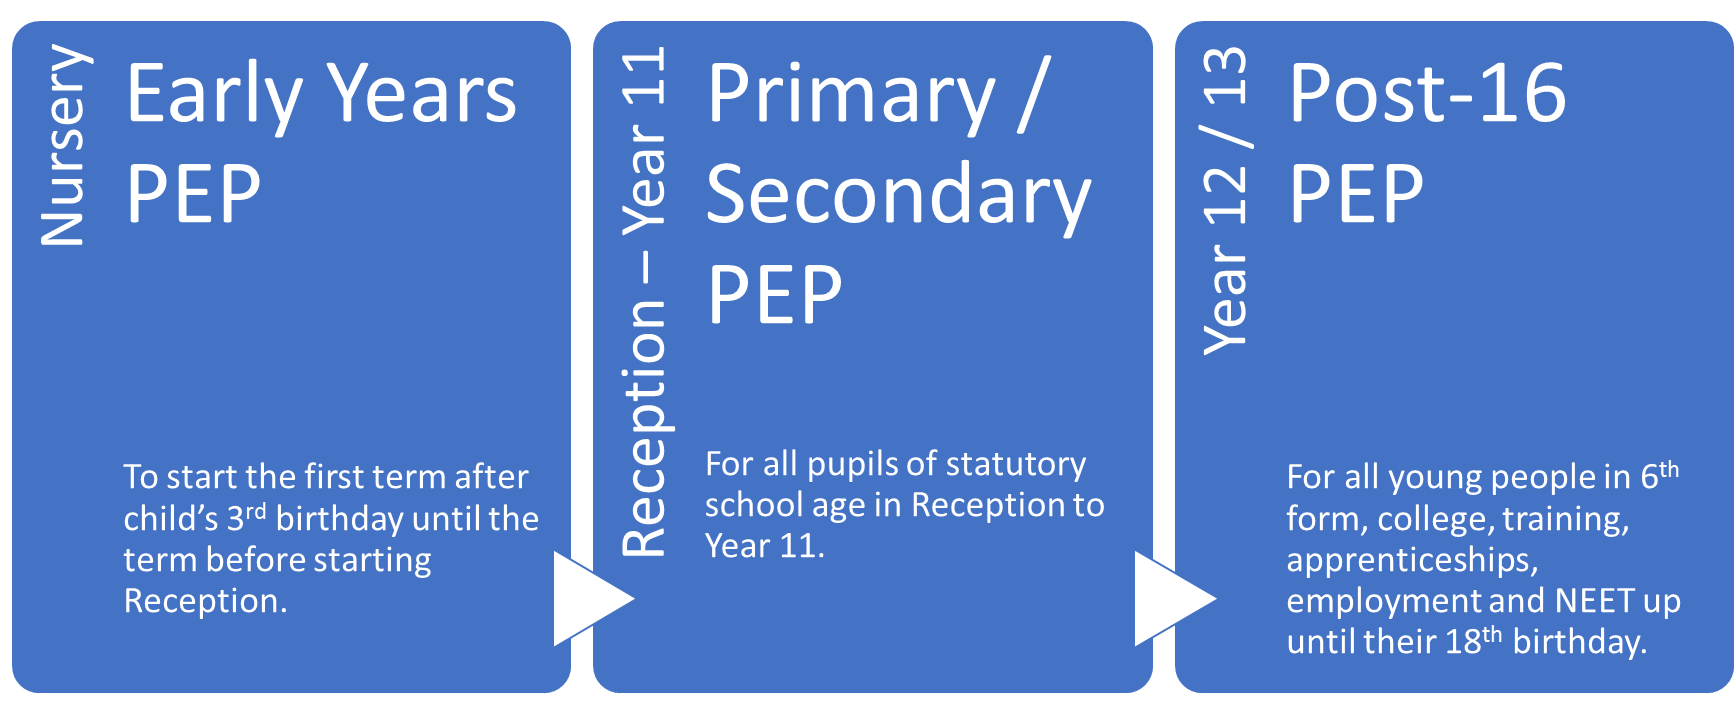 Nursery
Early Years
PEP
To start the first term after
child’s 3rd birthday until the
term before starting
Reception.
Reception – Year 11
Primary /
Secondary
PEP
For all pupils of statutory
school age in Reception to
Year 11.
Year 12 / 13
Post-16
PEP
For all young people in 6th
form, college, training,
apprenticeships,
employment and NEET up
until their 18th birthday.